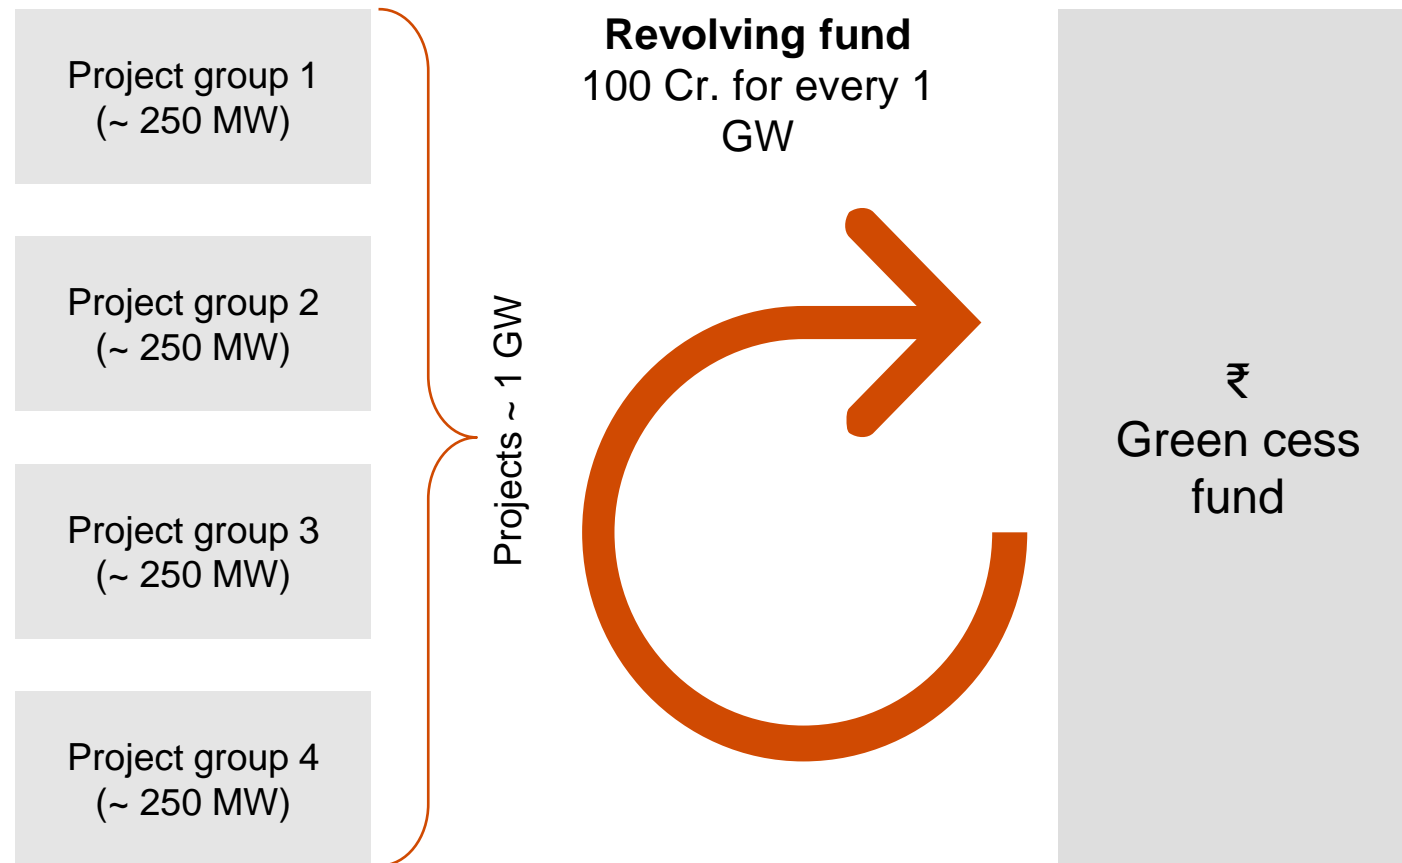 Project group 1
(~ 250 MW)
Project group 2
(~ 250 MW)
Project group 3
(~ 250 MW)
Project group 4
(~ 250 MW)
Projects ~ 1 GW
Revolving fund
100 Cr. for every 1
GW
₹
Green cess
fund